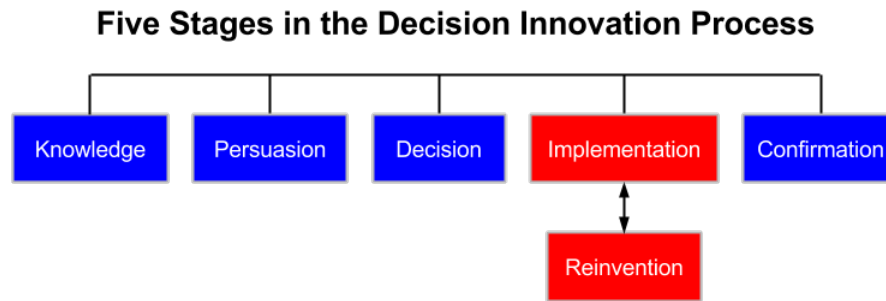 Five Stages in the Decision Innovation Process
Knowledge
Persuasion
Decision
Implementation
Confirmation
Reinvention